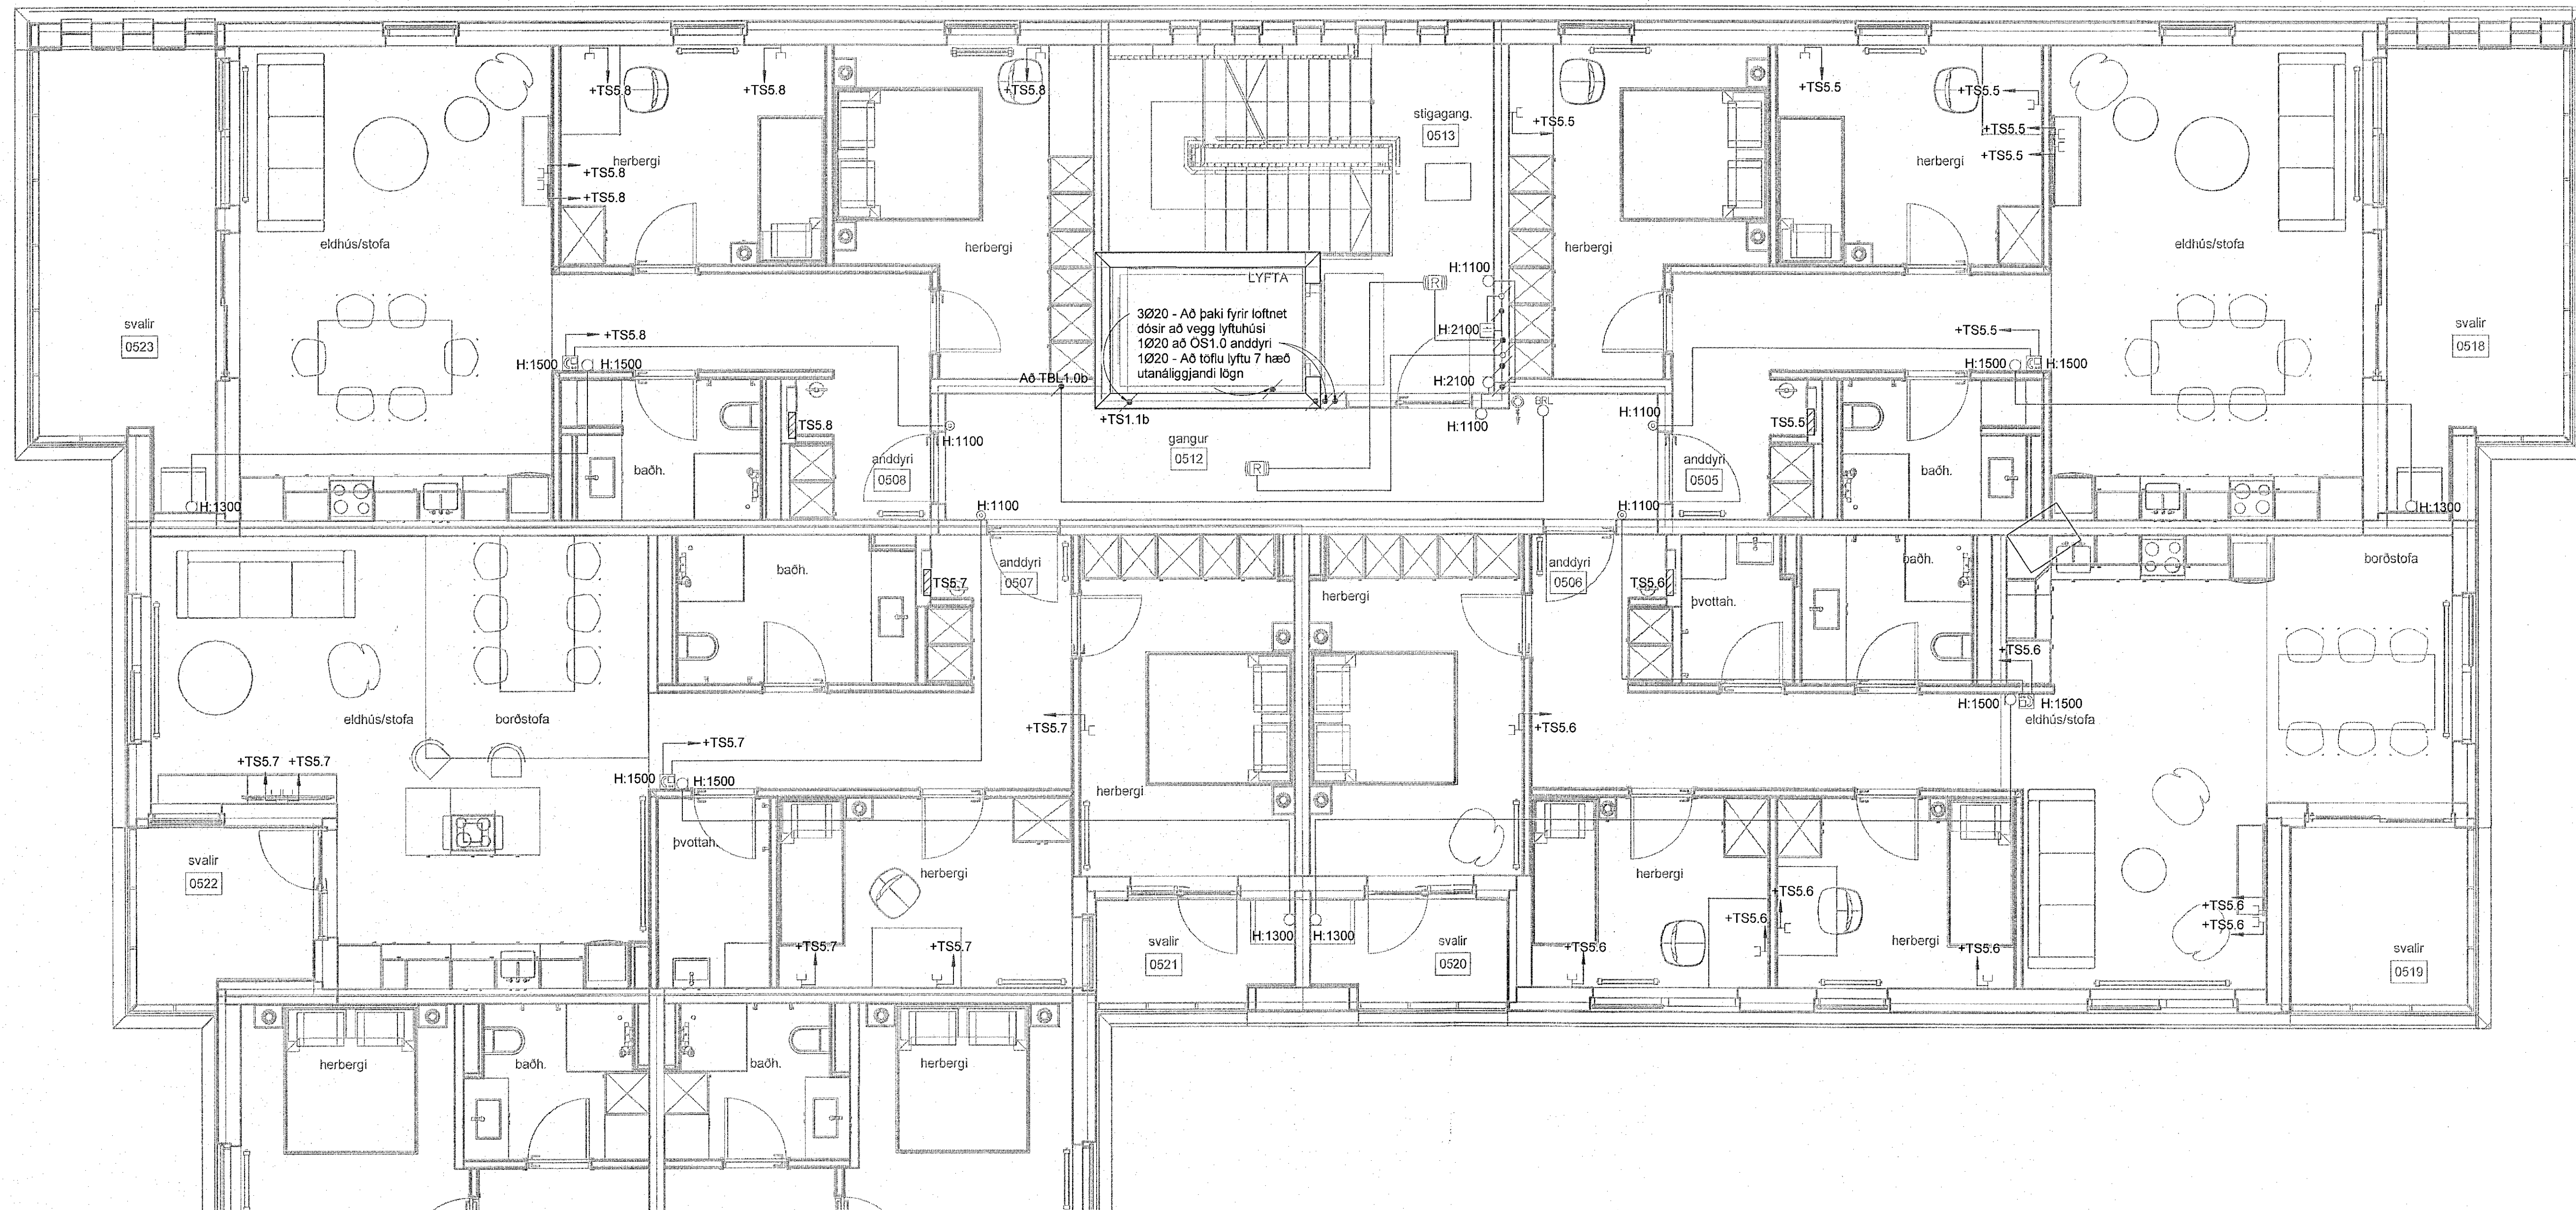 +TS5.8
+TS5.8
+TS5.8
herbergi
+TS5.8
+TS5.8
eldhús/stofa
herbergi
svalir
0523
+TS5.8
H:1500
H:1500
TS5.8
baðh.
anddyri
0508
H:1100
H:1300
stigagang.
0513
LYFTA
3Ø20 - Að þaki fyrir loftnet
dósir að vegg lyftuhúsi
1Ø20 að ÖS1.0 anddyri
1Ø20 - Að töflu lyftu 7 hæð
utanáliggjandi lögn
Að TBL1.0b
+TS1.1b
gangur
0512
R
R
H:1100
H:2100
H:2100
H:1100
BRL
+TS5.5
herbergi
+TS5.5
+TS5.5
+TS5.5
+TS5.5
herbergi
eldhús/stofa
svalir
0518
+TS5.5
H:1500
H:1500
H:1100
TS5.5
anddyri
0505
baðh.
H:1300
H:1100
H:1100
baðh.
TS5.7
anddyri
0507
herbergi
anddyri
0506
TS5.6
þvottah.
baðh.
borðstofa
eldhús/stofa
borðstofa
+TS5.7
+TS5.6
+TS5.6
H:1500
H:1500
eldhús/stofa
+TS5.7
+TS5.7
+TS5.7
H:1500
H:1500
herbergi
þvottah.
herbergi
svalir
0522
+TS5.7
+TS5.7
H:1300
H:1300
svalir
0521
svalir
0520
herbergi
+TS5.6
+TS5.6
+TS5.6
herbergi
+TS5.6
+TS5.6
+TS5.6
svalir
0519
herbergi
baðh.
baðh.
herbergi